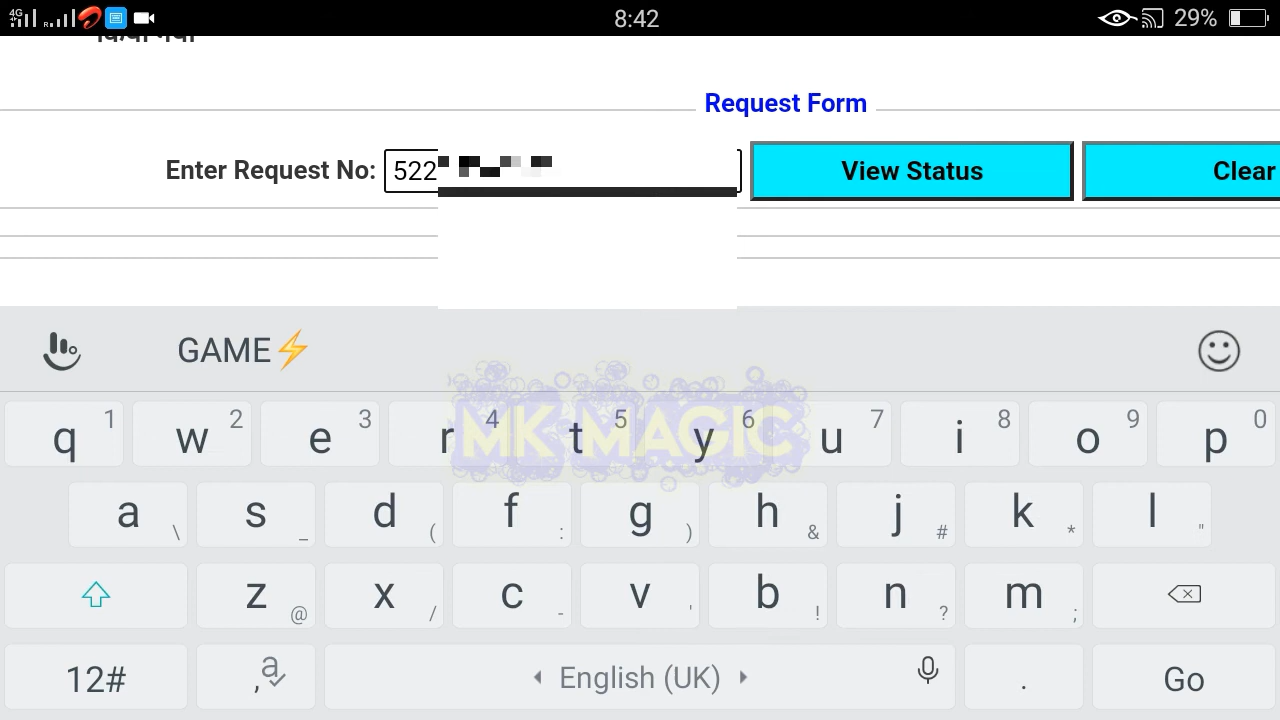 4G
R
8:42
29%
Request Form
Enter Request No: 522
View Status
Clear
GAME⚡
MK MAGIC
q 1 w 2 e 3 r 4 t 5 y 6 u 7 i 8 o 9 p 0
a \ s _ d ( f : g ) h & j # k * l "
z @ x / c - v ' b ! n ? m ;
12# , a English (UK) . Go